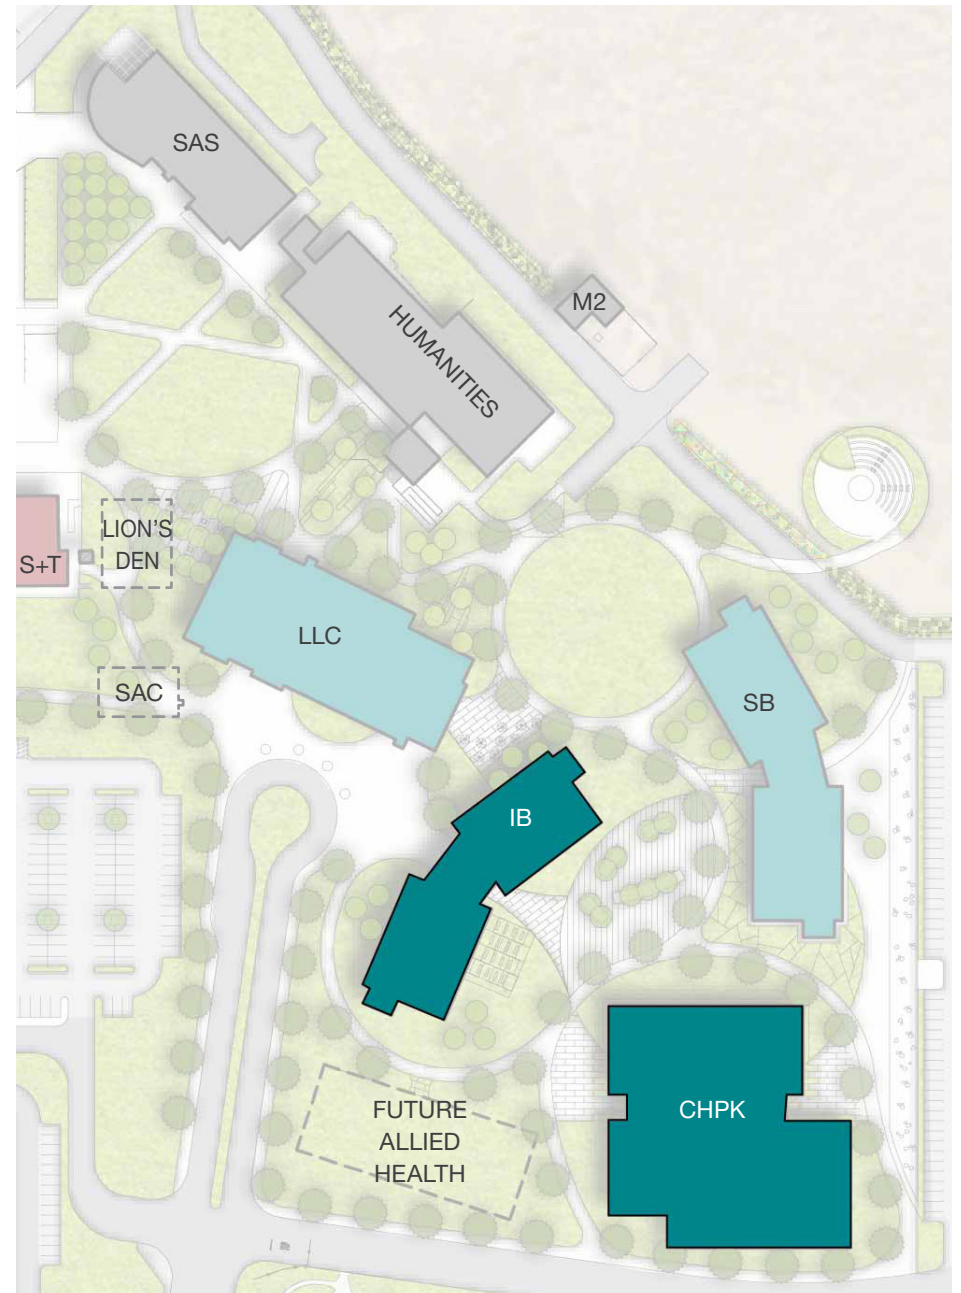 SAS
M2
HUMANITIES
LION'S
DEN
S+T
LLC
SAC
SB
IB
FUTURE
ALLIED
HEALTH
CHPK